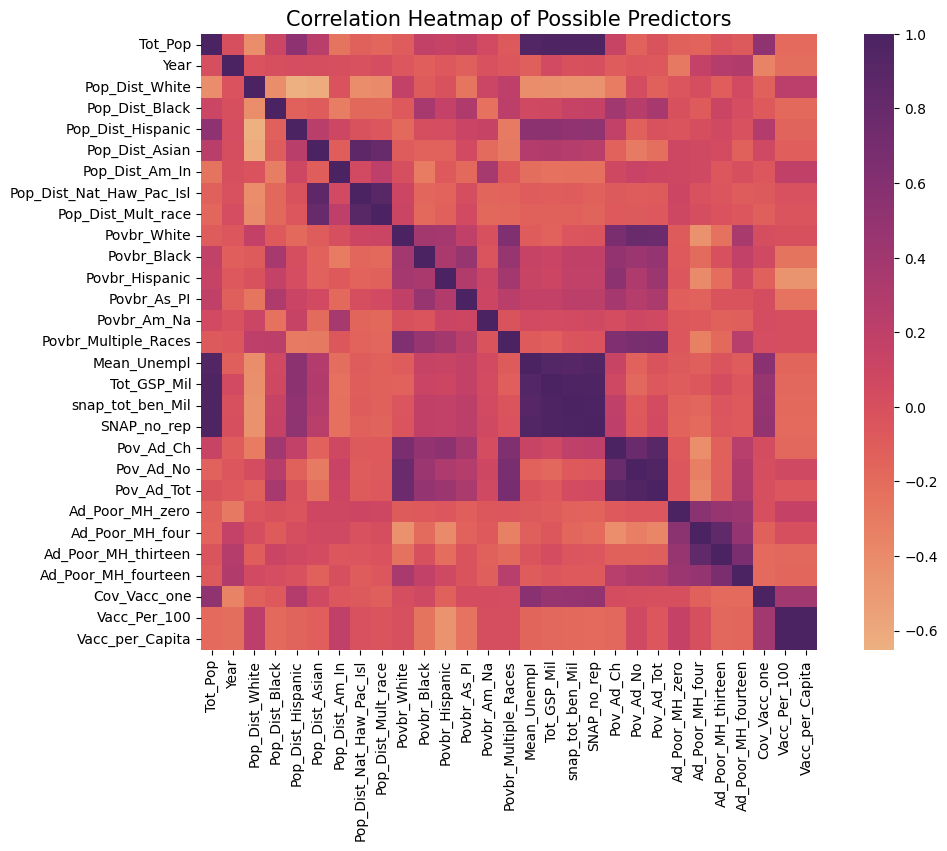 Correlation Heatmap of Possible Predictors
Tot_Pop
Year
Pop_Dist_White
Pop_Dist_Black
Pop_Dist_Hispanic
Pop_Dist_Asian
Pop_Dist_Am_In
Pop_Dist_Nat_Haw_Pac_Isl
Pop_Dist_Mult_race
Povbr_White
Povbr_Black
Povbr_Hispanic
Povbr_As_PI
Povbr_Am_Na
Povbr_Multiple_Races
Mean_Unempl
Tot_GSP_Mil
snap_tot_ben_Mil
SNAP_no_rep
Pov_Ad_Ch
Pov_Ad_No
Pov_Ad_Tot
Ad_Poor_MH_zero
Ad_Poor_MH_four
Ad_Poor_MH_thirteen
Ad_Poor_MH_fourteen
Cov_Vacc_one
Vacc_Per_100
Vacc_per_Capita
Tot_Pop
Year
Pop_Dist_White
Pop_Dist_Black
Pop_Dist_Hispanic
Pop_Dist_Asian
Pop_Dist_Am_In
Pop_Dist_Nat_Haw_Pac_Isl
Pop_Dist_Mult_race
Povbr_White
Povbr_Black
Povbr_Hispanic
Povbr_As_PI
Povbr_Am_Na
Povbr_Multiple_Races
Mean_Unempl
Tot_GSP_Mil
snap_tot_ben_Mil
SNAP_no_rep
Pov_Ad_Ch
Pov_Ad_No
Pov_Ad_Tot
Ad_Poor_MH_zero
Ad_Poor_MH_four
Ad_Poor_MH_thirteen
Ad_Poor_MH_fourteen
Cov_Vacc_one
Vacc_Per_100
Vacc_per_Capita
1.0
0.8
0.6
0.4
0.2
0.0
−0.2
−0.4
−0.6